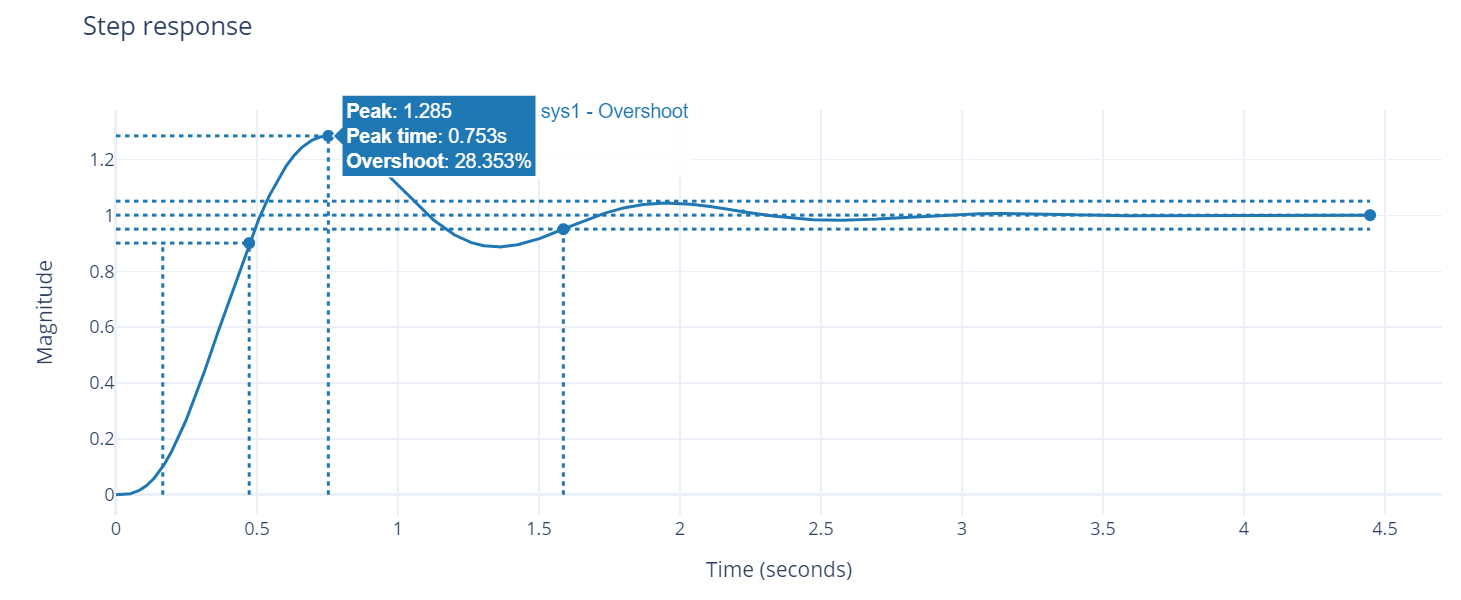 Step response
Peak: 1.285
sys1 - Overshoot
Peak time: 0.753s
Overshoot: 28.353%
1.2
1
0.8
0.6
0.4
0.2
0
Magnitude
0 0.5 1 1.5 2 2.5 3 3.5 4 4.5
Time (seconds)